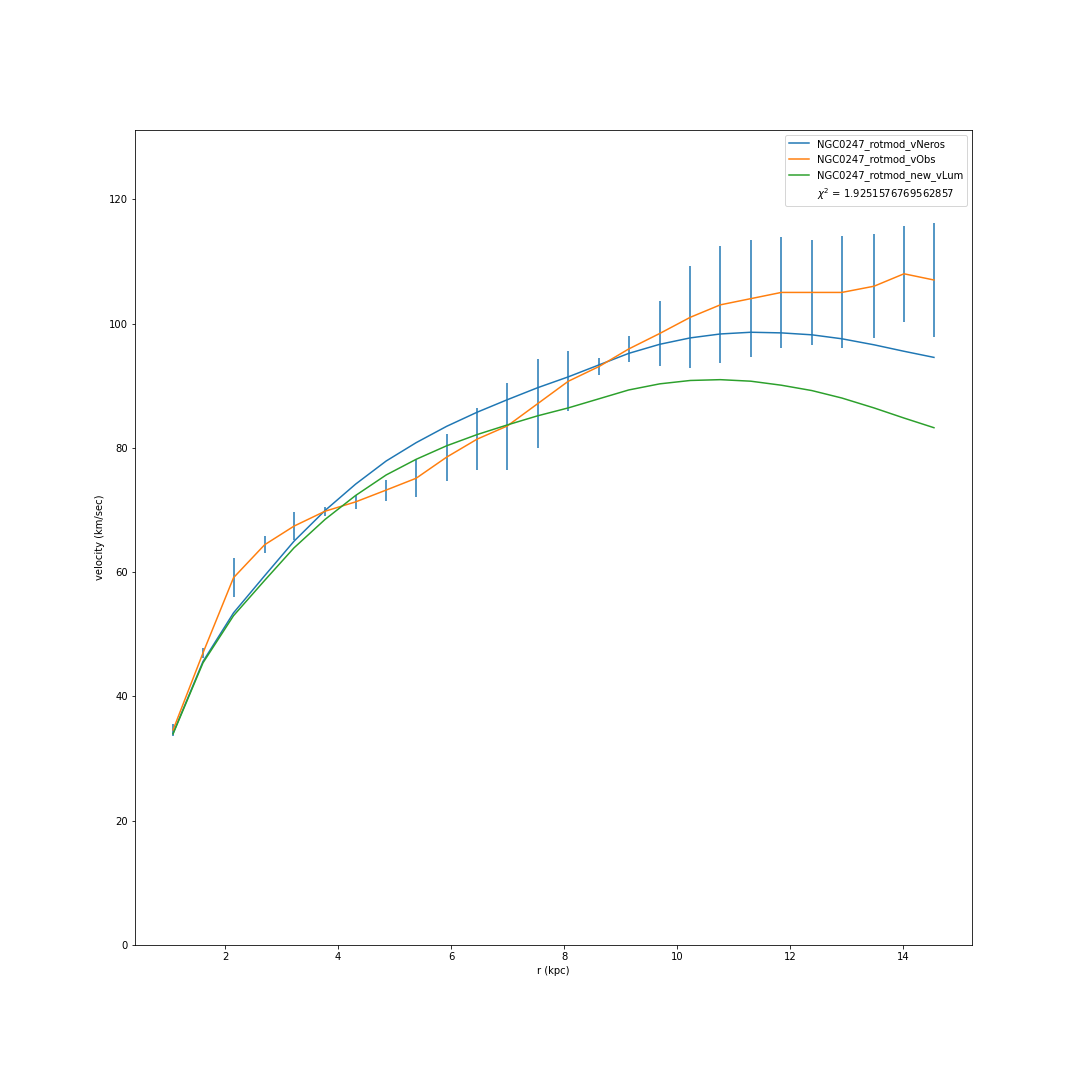 NGC0247_rotmod_vNeros
NGC0247_rotmod_vObs
NGC0247_rotmod_new_vLum
χ² = 1.9251576769562857
120
100
80
60
40
20
0
velocity (km/sec)
2 4 6 8 10 12 14
r (kpc)